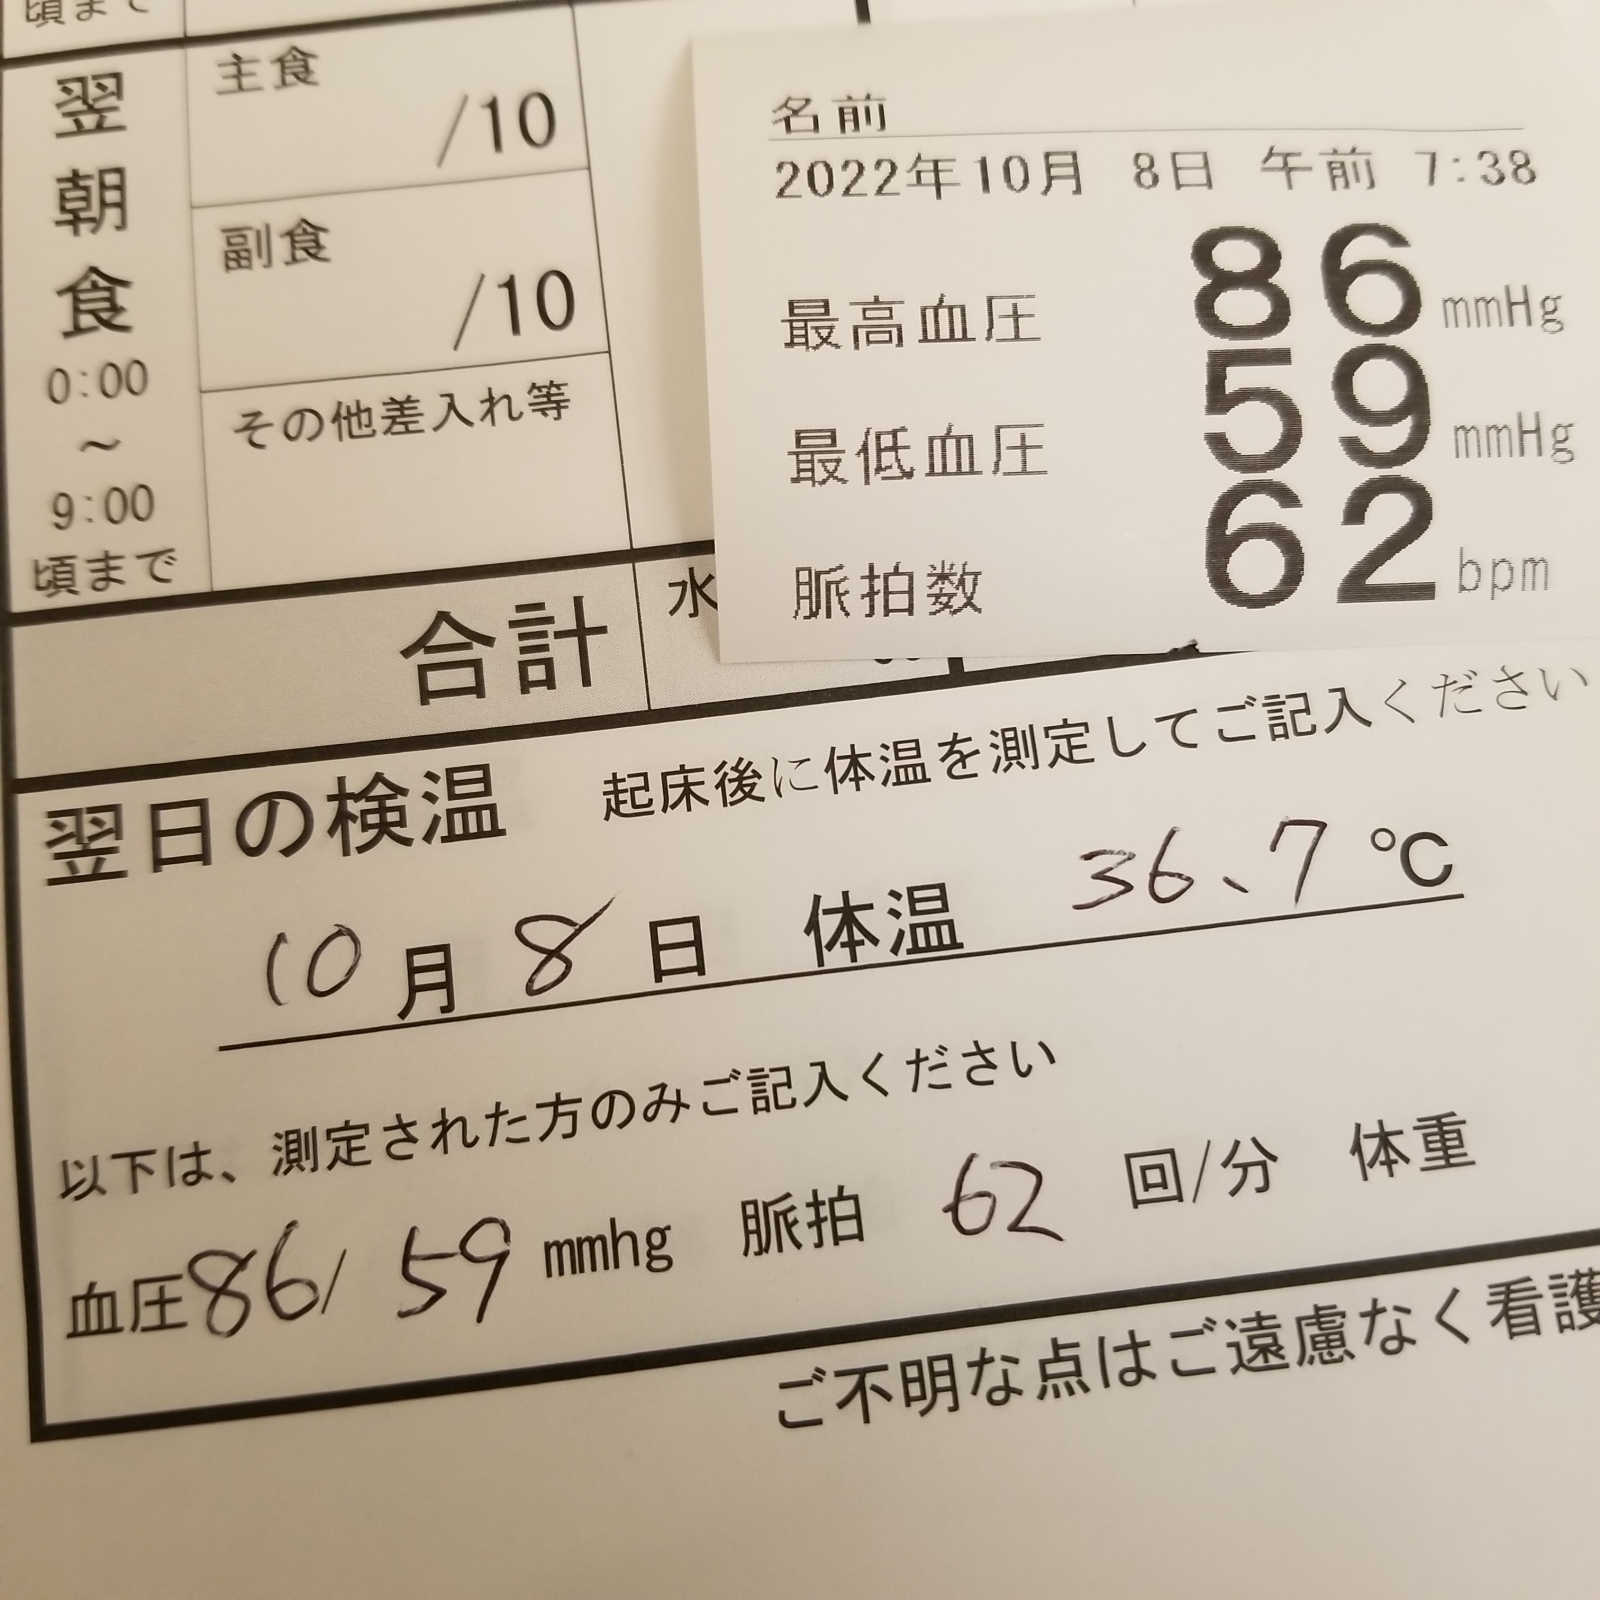 頃まで
翌朝食
0:00
～
9:00
頃まで
主食
/10
副食
/10
その他差入れ等
合計
水
名前
2022年10月 8日 午前 7:38
最高血圧 86 mmHg
最低血圧 59 mmHg
脈拍数 62 bpm
翌日の検温 起床後に体温を測定してご記入ください
10月 8日 体温 36、7 ℃
以下は、測定された方のみご記入ください
血圧 86/ 59 mmhg 脈拍 62 回/分 体重
ご不明な点はご遠慮なく看護